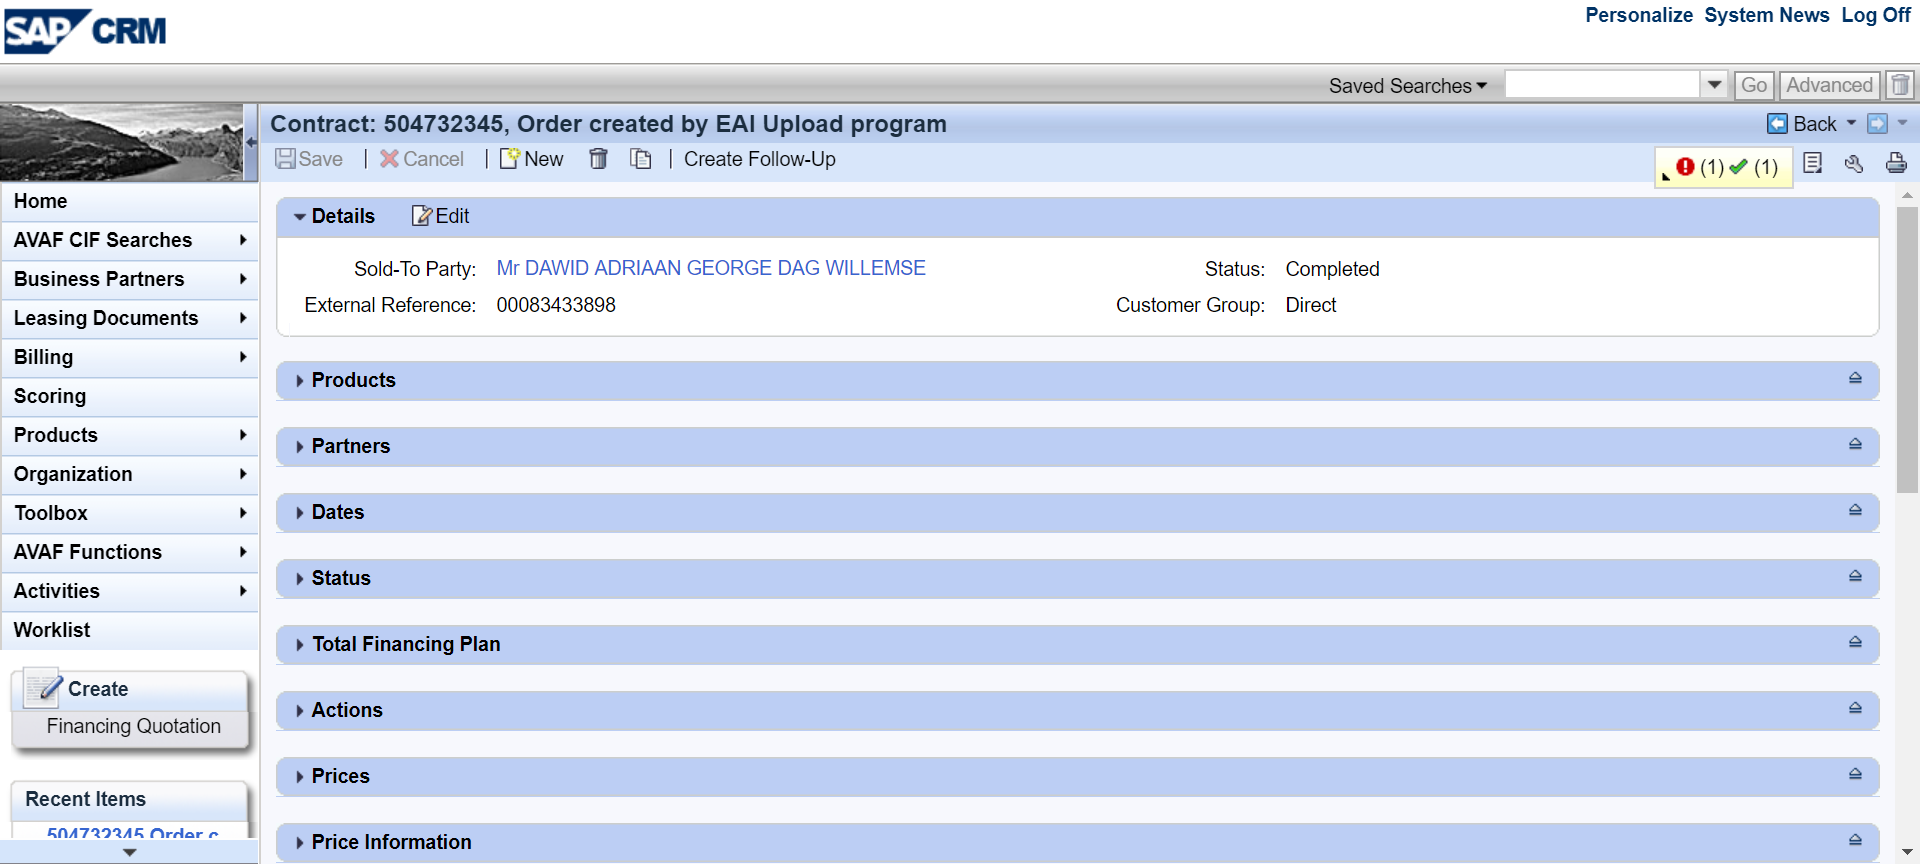 SAP CRM
Personalize System News Log Off
Saved Searches Go Advanced
Contract: 504732345, Order created by EAI Upload program
Back
Save | Cancel | New | Create Follow-Up
(1) (1)
Home
AVAF CIF Searches
Business Partners
Leasing Documents
Billing
Scoring
Products
Organization
Toolbox
AVAF Functions
Activities
Worklist
Create
Financing Quotation
Recent Items
504732345 Order c
Details Edit
Sold-To Party: Mr DAWID ADRIAAN GEORGE DAG WILLEMSE
Status: Completed
External Reference: 00083433898
Customer Group: Direct
Products
Partners
Dates
Status
Total Financing Plan
Actions
Prices
Price Information